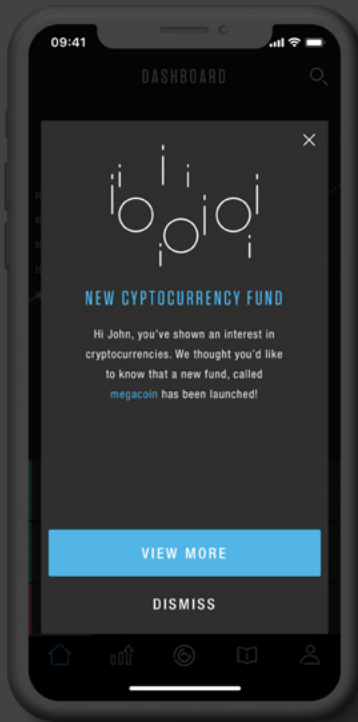 09:41
DASHBOARD
NEW CYPTOCURRENCY FUND
Hi John, you've shown an interest in
cryptocurrencies. We thought you'd like
to know that a new fund, called
megacoin has been launched!
VIEW MORE
DISMISS